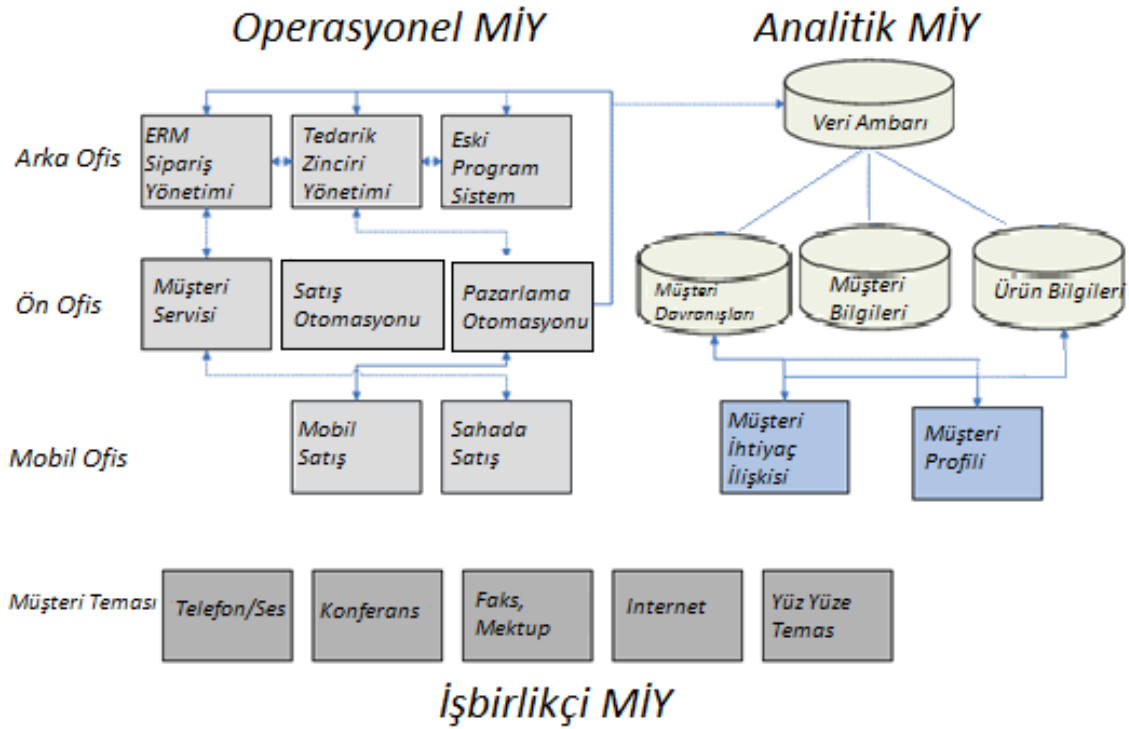 Operasyonel MİY
Analitik MİY
Arka Ofis
ERM
Sipariş
Yönetimi
Tedarik
Zinciri
Yönetimi
Eski
Program
Sistem
Veri Ambarı
Ön Ofis
Müşteri
Servisi
Satış
Otomasyonu
Pazarlama
Otomasyonu
Müşteri
Davranışları
Müşteri
Bilgileri
Ürün Bilgileri
Mobil Ofis
Mobil
Satış
Sahada
Satış
Müşteri
İhtiyaç
İlişkisi
Müşteri
Profili
Müşteri Teması
Telefon/Ses
Konferans
Faks,
Mektup
Internet
Yüz Yüze
Temas
İşbirlikçi MİY